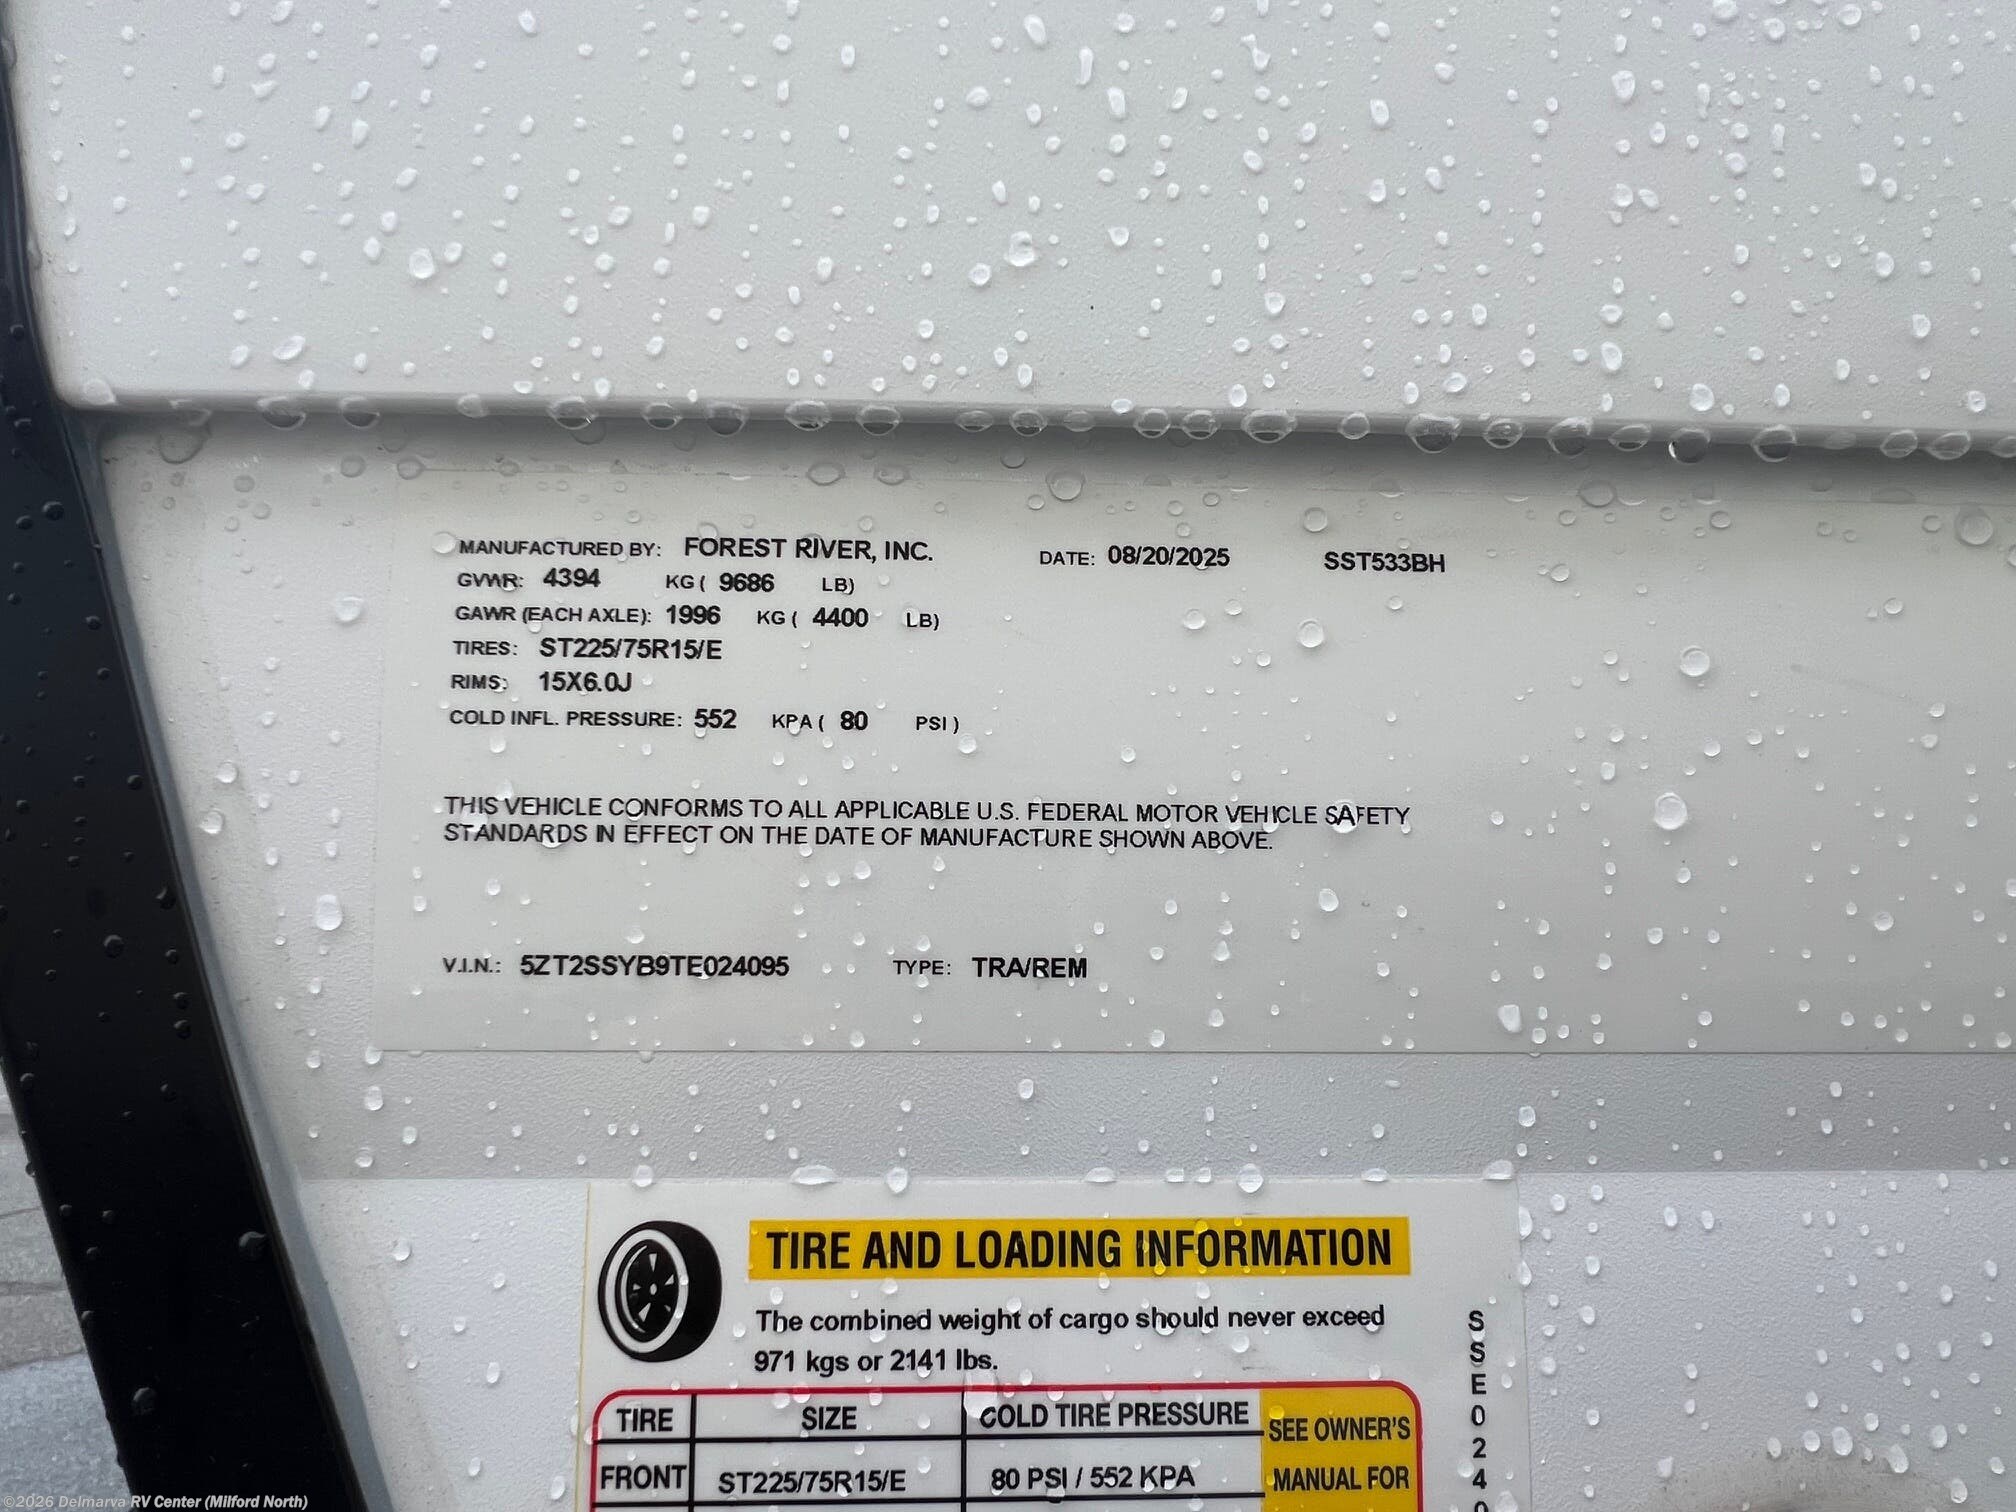 MANUFACTURED BY: FOREST RIVER, INC. DATE: 08/20/2025 SST533BH
GVWR: 4394 KG ( 9686 LB)
GAWR (EACH AXLE): 1996 KG ( 4400 LB)
TIRES: ST225/75R15/E
RIMS: 15X6.0J
COLD INFL. PRESSURE: 552 KPA ( 80 PSI )
THIS VEHICLE CONFORMS TO ALL APPLICABLE U.S. FEDERAL MOTOR VEHICLE SAFETY
STANDARDS IN EFFECT ON THE DATE OF MANUFACTURE SHOWN ABOVE.
V.I.N.: 5ZT2SSYB9TE024095 TYPE: TRA/REM
TIRE AND LOADING INFORMATION
The combined weight of cargo should never exceed
971 kgs or 2141 lbs.
TIRE SIZE COLD TIRE PRESSURE SEE OWNER'S
FRONT ST225/75R15/E 80 PSI / 552 KPA MANUAL FOR
SSE024
©2026 Delmarva RV Center (Milford North)